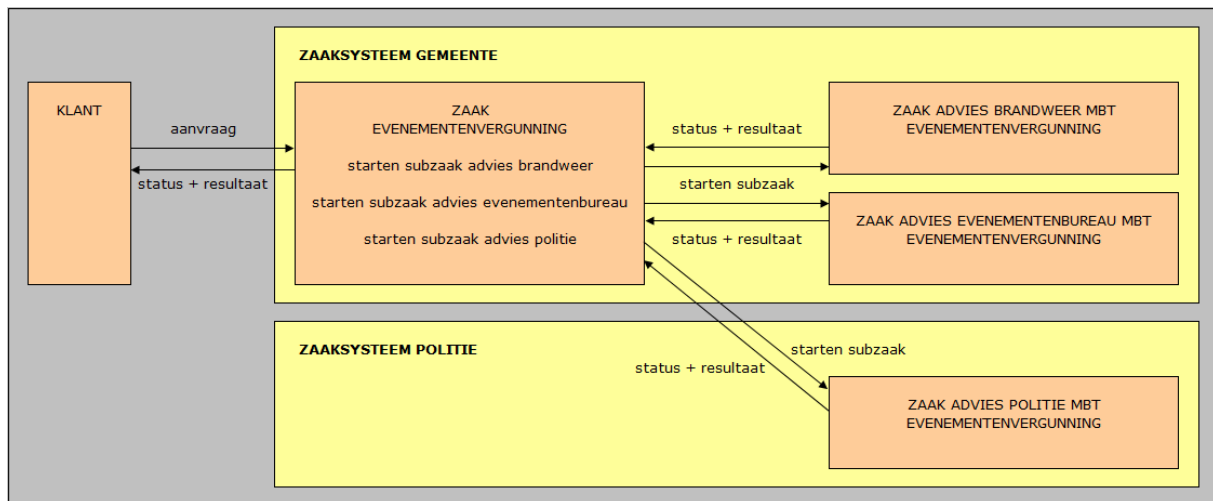 ZAAKSYSTEEM GEMEENTE
KLANT
aanvraag
status + resultaat
ZAAK
EVENEMENTENVERGUNNING
starten subzaak advies brandweer
starten subzaak advies evenementenbureau
starten subzaak advies politie
status + resultaat
starten subzaak
status + resultaat
ZAAK ADVIES BRANDWEER MBT
EVENEMENTENVERGUNNING
ZAAK ADVIES EVENEMENTENBUREAU MBT
EVENEMENTENVERGUNNING
ZAAKSYSTEEM POLITIE
starten subzaak
status + resultaat
ZAAK ADVIES POLITIE MBT
EVENEMENTENVERGUNNING